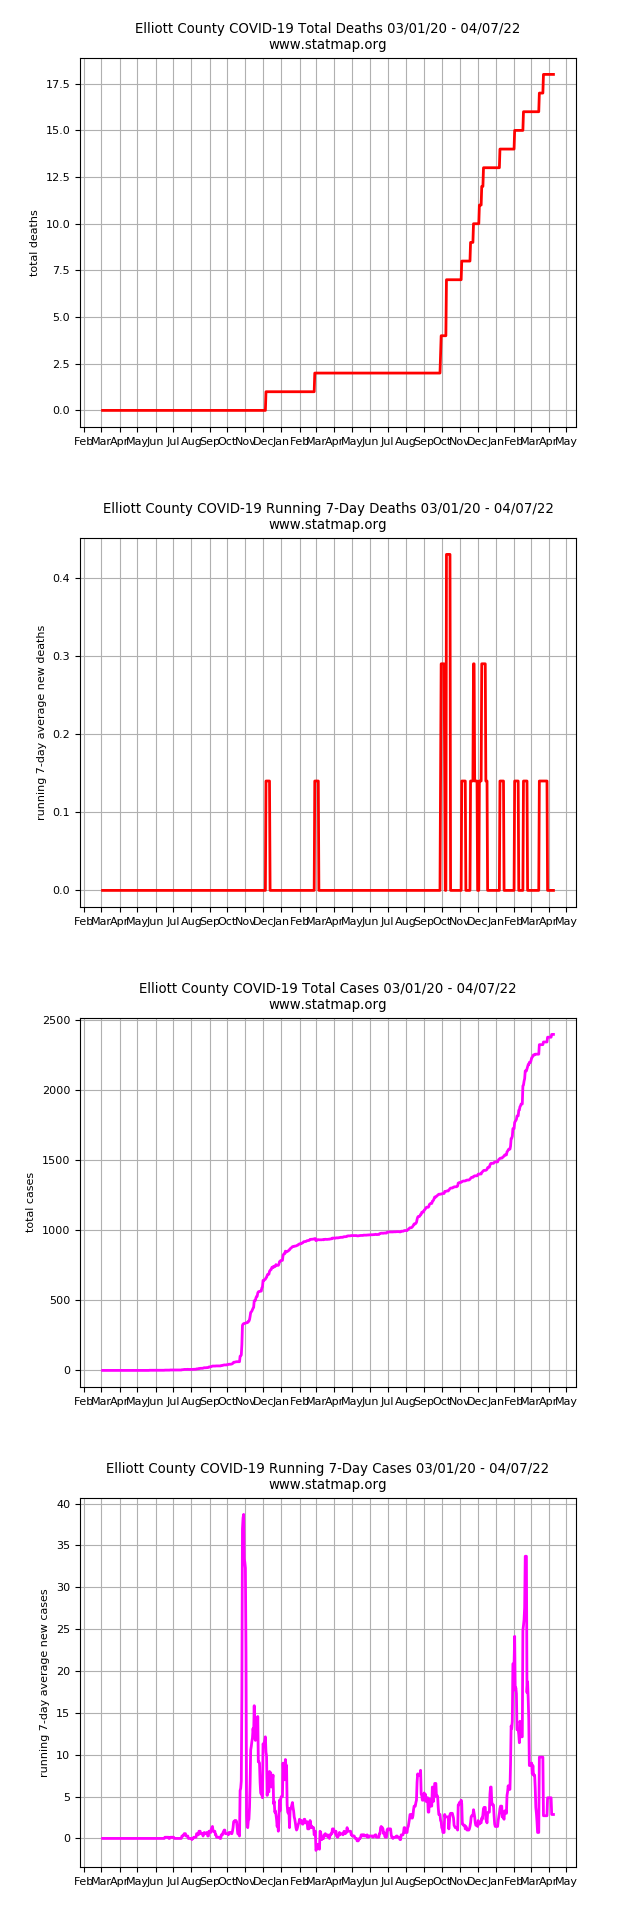 Elliott County COVID-19 Total Deaths 03/01/20 - 04/07/22
www.statmap.org
17.5
15.0
12.5
10.0
7.5
5.0
2.5
0.0
total deaths
Feb Mar Apr May Jun Jul Aug Sep Oct Nov Dec Jan Feb Mar Apr May Jun Jul Aug Sep Oct Nov Dec Jan Feb Mar Apr May
Elliott County COVID-19 Running 7-Day Deaths 03/01/20 - 04/07/22
www.statmap.org
0.4
0.3
0.2
0.1
0.0
running 7-day average new deaths
Feb Mar Apr May Jun Jul Aug Sep Oct Nov Dec Jan Feb Mar Apr May Jun Jul Aug Sep Oct Nov Dec Jan Feb Mar Apr May
Elliott County COVID-19 Total Cases 03/01/20 - 04/07/22
www.statmap.org
2500
2000
1500
1000
500
0
total cases
Feb Mar Apr May Jun Jul Aug Sep Oct Nov Dec Jan Feb Mar Apr May Jun Jul Aug Sep Oct Nov Dec Jan Feb Mar Apr May
Elliott County COVID-19 Running 7-Day Cases 03/01/20 - 04/07/22
www.statmap.org
40
35
30
25
20
15
10
5
0
running 7-day average new cases
Feb Mar Apr May Jun Jul Aug Sep Oct Nov Dec Jan Feb Mar Apr May Jun Jul Aug Sep Oct Nov Dec Jan Feb Mar Apr May